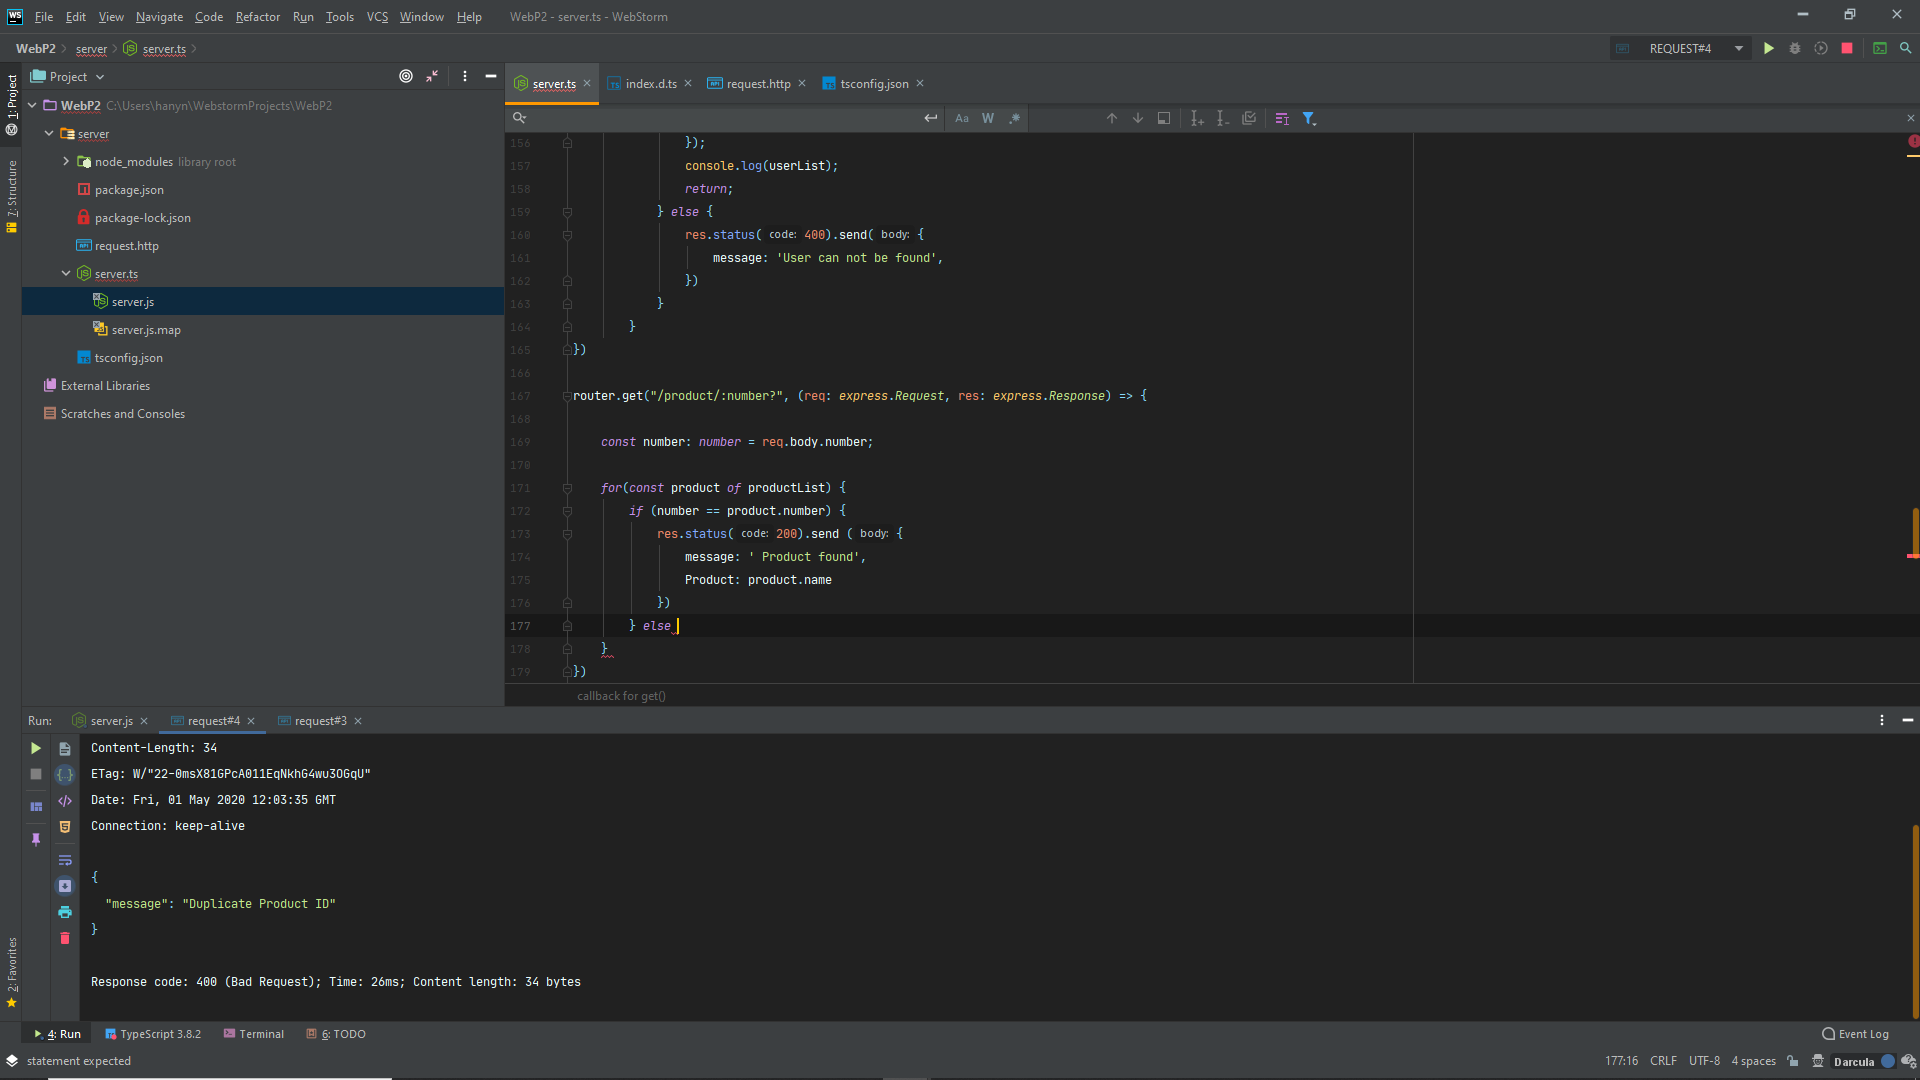 WS File Edit View Navigate Code Refactor Run Tools VCS Window Help WebP2 - server.ts - WebStorm
WebP2 server server.ts REQUEST#4
1: Project
7: Structure
2: Favorites
Project
WebP2 C:\Users\hanyn\WebstormProjects\WebP2
server
node_modules library root
package.json
package-lock.json
request.http
server.ts
server.js
server.js.map
tsconfig.json
External Libraries
Scratches and Consoles
server.ts index.d.ts request.http tsconfig.json
Aa W .*
156 });
157 console.log(userList);
158 return;
159 } else {
160 res.status( code: 400).send( body: {
161 message: 'User can not be found',
162 })
163 }
164 }
165 })
166
167 router.get("/product/:number?", (req: express.Request, res: express.Response) => {
168
169 const number: number = req.body.number;
170
171 for(const product of productList) {
172 if (number == product.number) {
173 res.status( code: 200).send ( body: {
174 message: ' Product found',
175 Product: product.name
176 })
177 } else
178 }
179 })
callback for get()
Run: server.js request#4 request#3
Content-Length: 34
ETag: W/"22-0msX81GPcA011EqNkhG4wu3OGqU"
Date: Fri, 01 May 2020 12:03:35 GMT
Connection: keep-alive
{
"message": "Duplicate Product ID"
}
Response code: 400 (Bad Request); Time: 26ms; Content length: 34 bytes
4: Run TypeScript 3.8.2 Terminal 6: TODO Event Log
statement expected 177:16 CRLF UTF-8 4 spaces Darcula